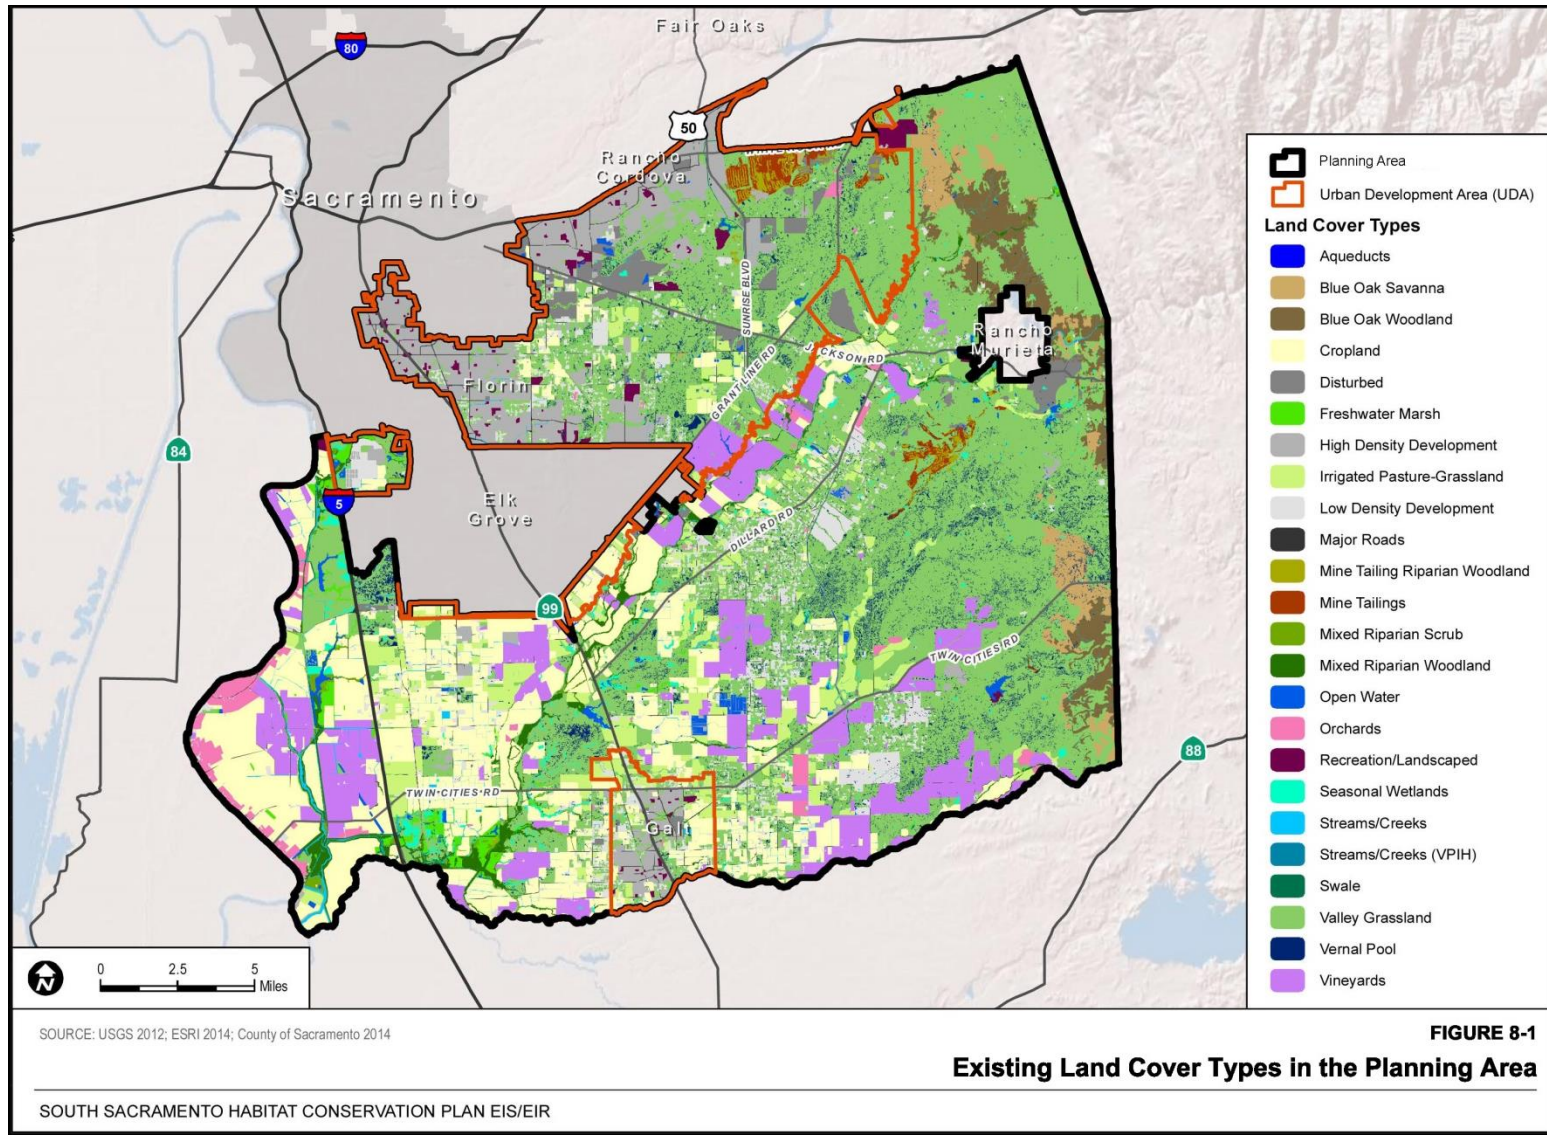 Fair Oaks
80
50
Rancho
Cordova
Sacramento
SUNRISE BLVD
Rancho
Murieta
JACKSON RD
GRANT LINE RD
Florin
84
5
Elk
Grove
DILLARD RD
99
TWIN CITIES RD
88
TWIN CITIES RD
Galt
Planning Area
Urban Development Area (UDA)
Land Cover Types
Aqueducts
Blue Oak Savanna
Blue Oak Woodland
Cropland
Disturbed
Freshwater Marsh
High Density Development
Irrigated Pasture-Grassland
Low Density Development
Major Roads
Mine Tailing Riparian Woodland
Mine Tailings
Mixed Riparian Scrub
Mixed Riparian Woodland
Open Water
Orchards
Recreation/Landscaped
Seasonal Wetlands
Streams/Creeks
Streams/Creeks (VPIH)
Swale
Valley Grassland
Vernal Pool
Vineyards
N
0 2.5 5
Miles
SOURCE: USGS 2012; ESRI 2014; County of Sacramento 2014
FIGURE 8-1
Existing Land Cover Types in the Planning Area
SOUTH SACRAMENTO HABITAT CONSERVATION PLAN EIS/EIR